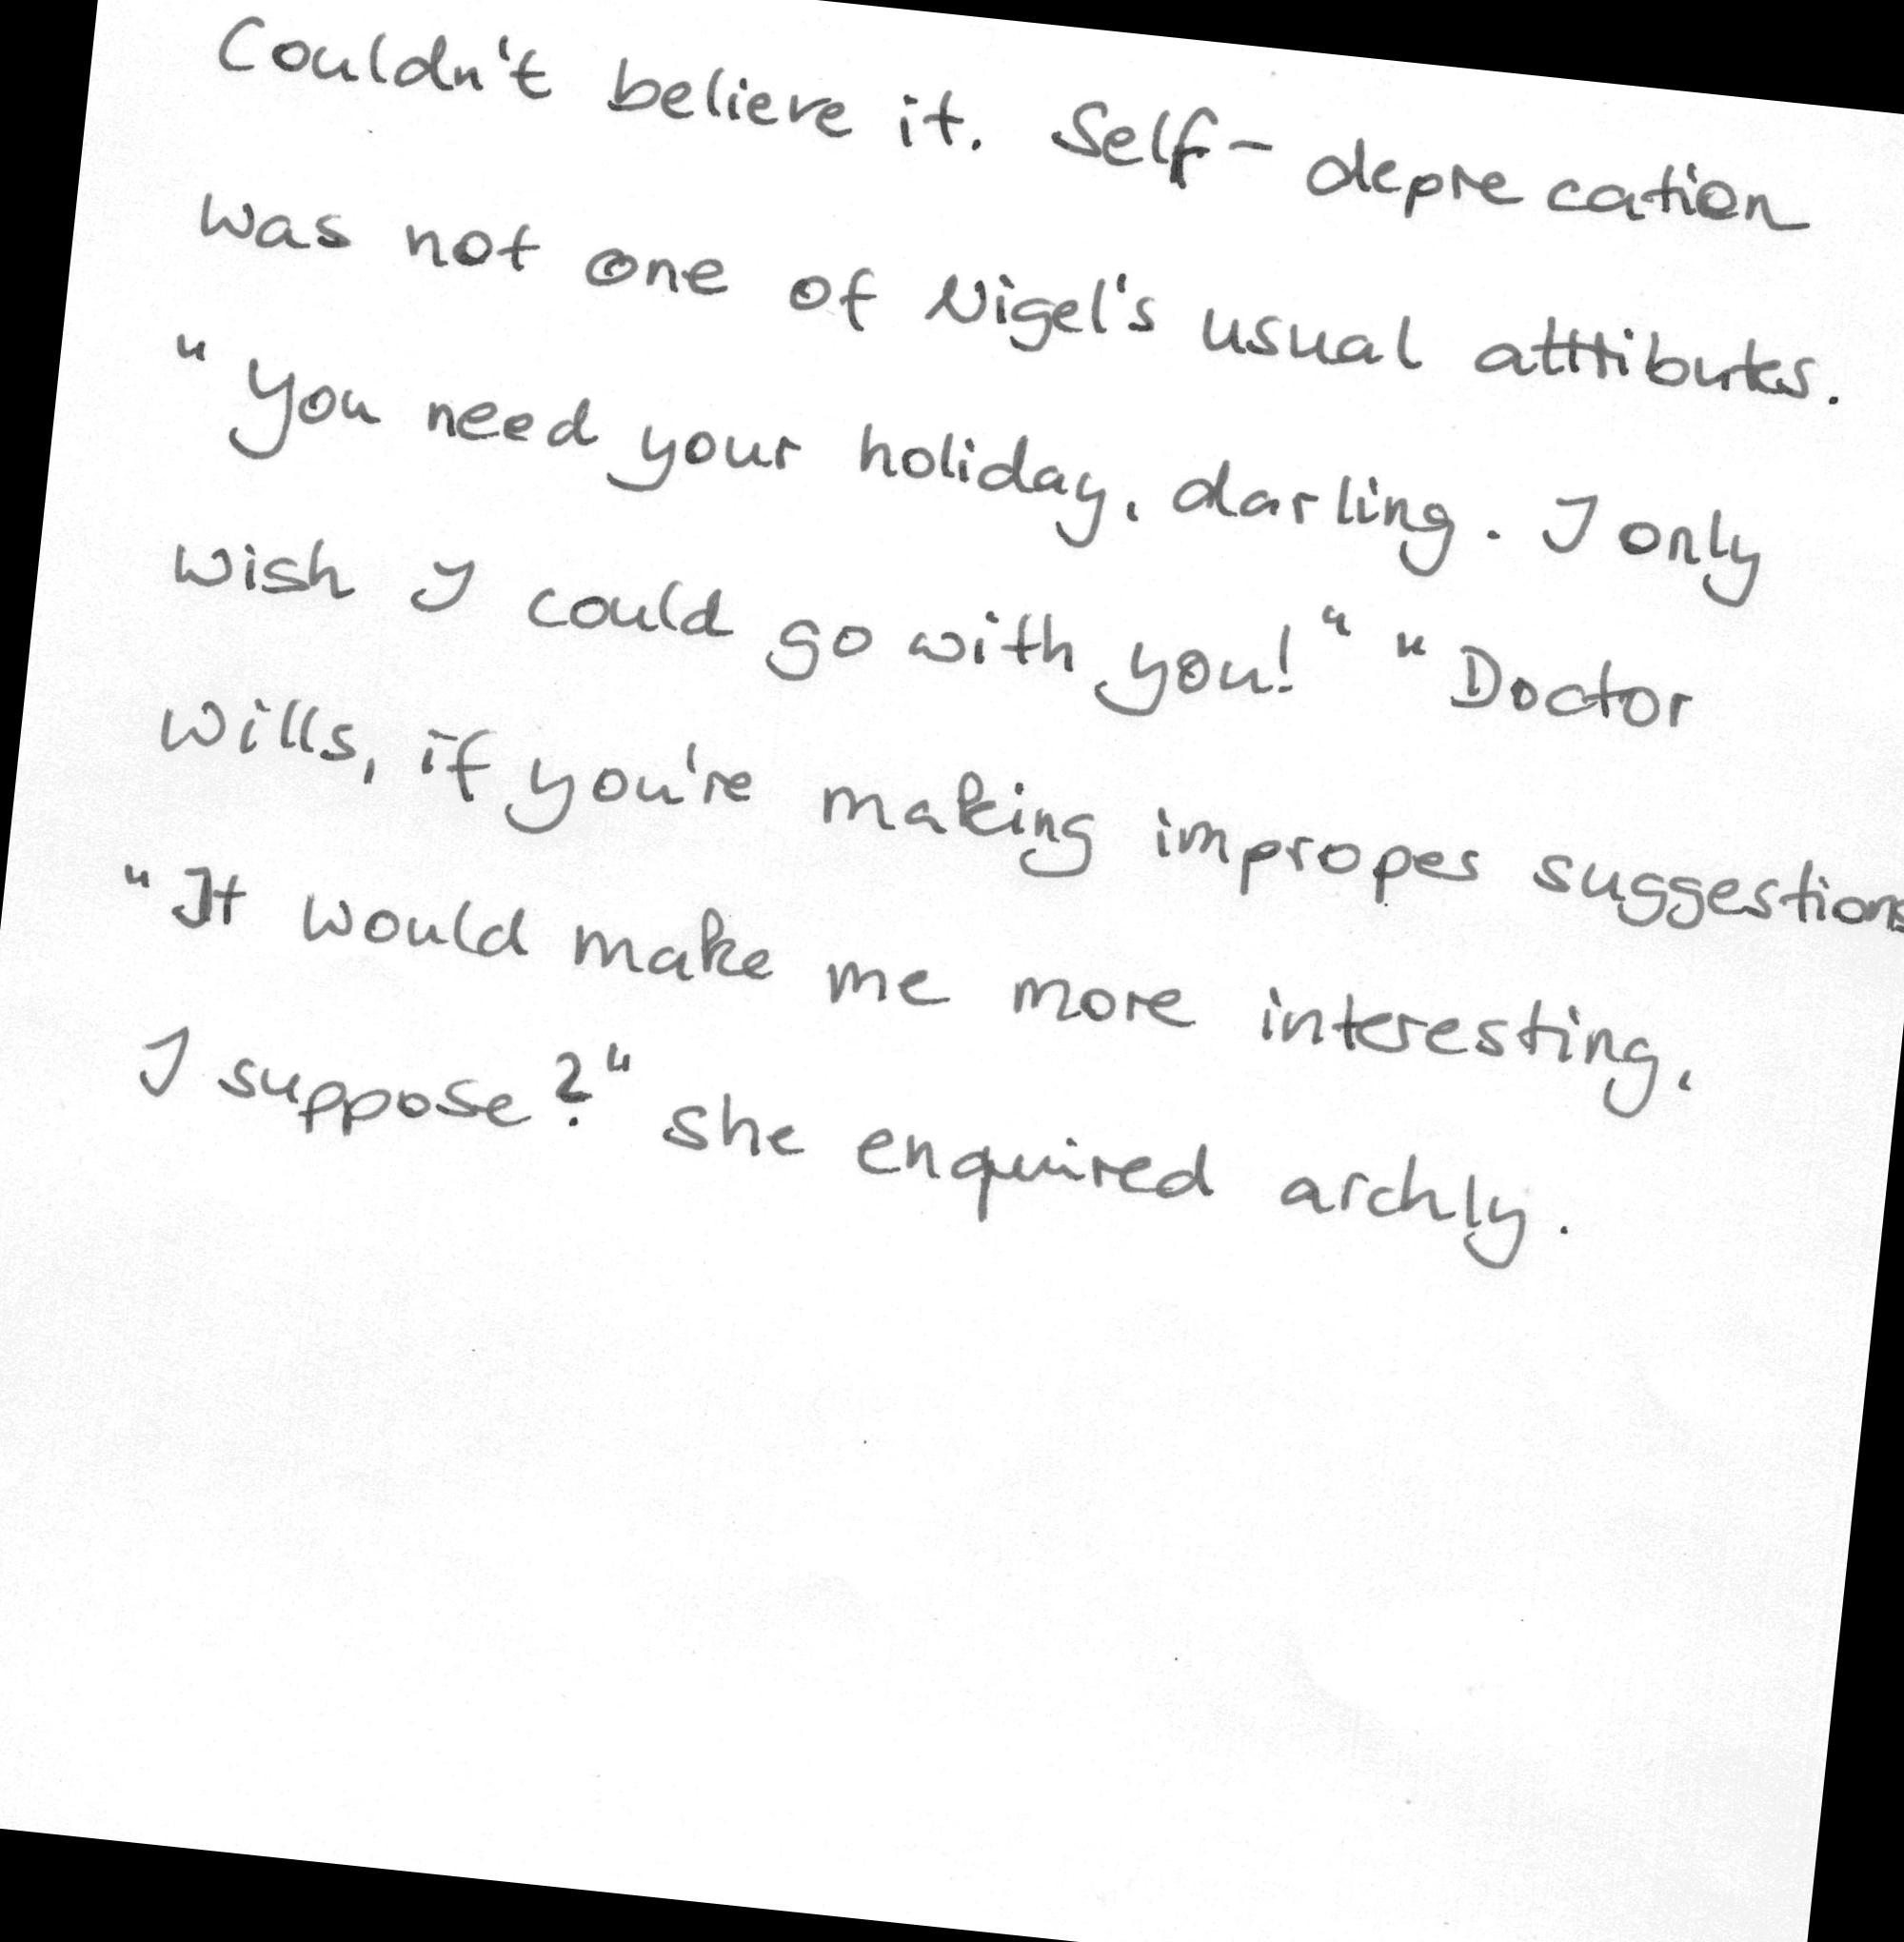 Couldn't believe it. Self-deprecation
was not one of Nigel's usual attributes.
"You need your holiday, darling. I only
wish I could go with you!" "Doctor
Wills, if you're making impropes suggestions
"It would make me more interesting,
I suppose?" she enquired archly.